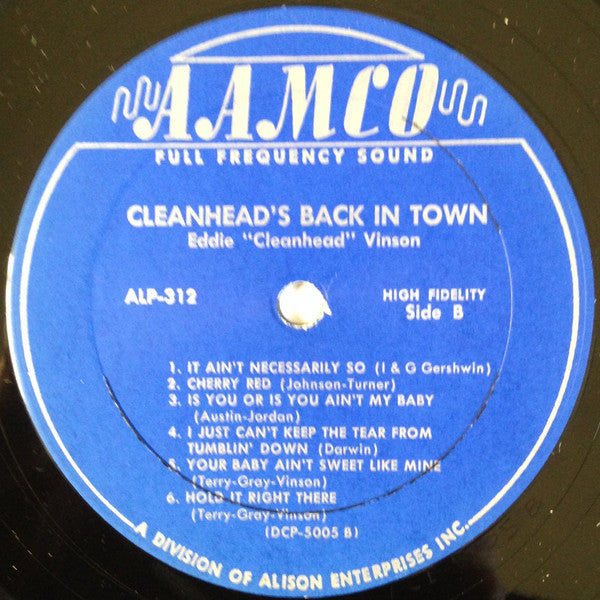 AAMCO
FULL FREQUENCY SOUND
CLEANHEAD'S BACK IN TOWN
Eddie "Cleanhead" Vinson
ALP-312
HIGH FIDELITY
Side B
1. IT AIN'T NECESSARILY SO (I & G Gershwin)
2. CHERRY RED (Johnson-Turner)
3. IS YOU OR IS YOU AIN'T MY BABY
(Austin-Jordan)
4. I JUST CAN'T KEEP THE TEAR FROM
TUMBLIN' DOWN (Darwin)
5. YOUR BABY AIN'T SWEET LIKE MINE
(Terry-Gray-Vinson)
6. HOLD IT RIGHT THERE
(Terry-Gray-Vinson)
(DCP-5005 B)
A DIVISION OF ALISON ENTERPRISES INC.